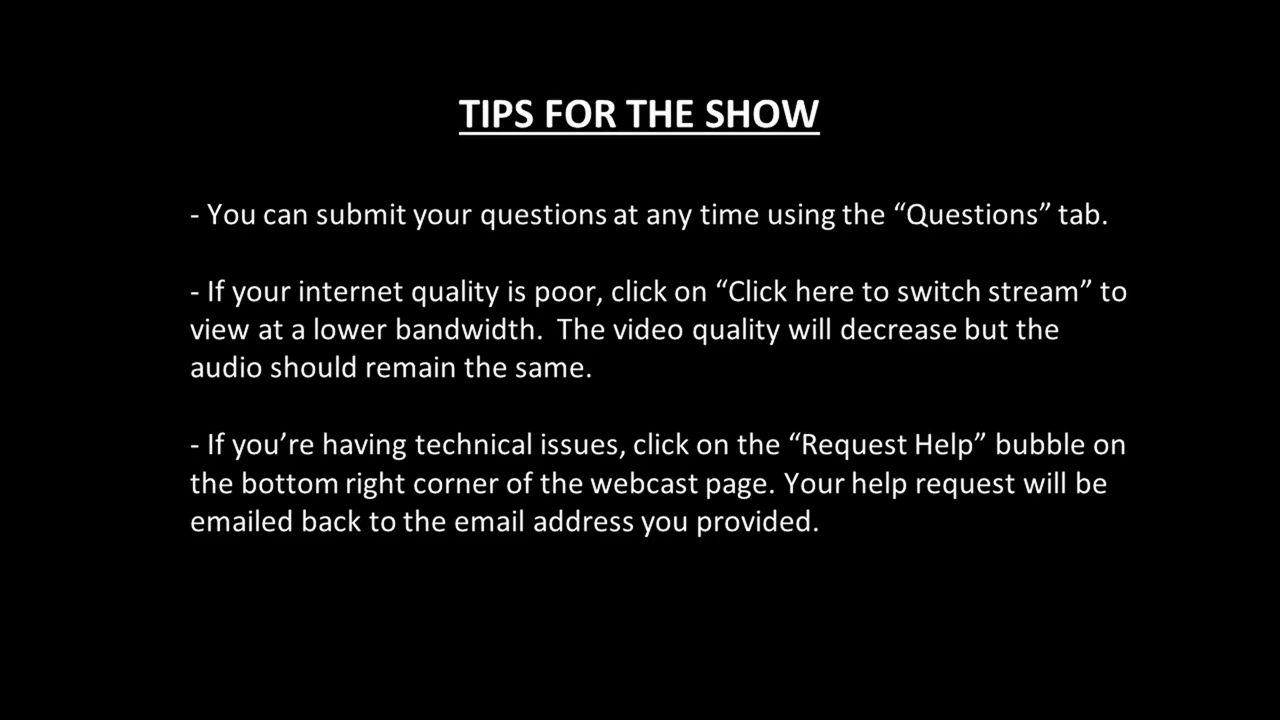 TIPS FOR THE SHOW
- You can submit your questions at any time using the “Questions” tab.
- If your internet quality is poor, click on “Click here to switch stream” to
view at a lower bandwidth.  The video quality will decrease but the
audio should remain the same.
- If you’re having technical issues, click on the “Request Help” bubble on
the bottom right corner of the webcast page. Your help request will be
emailed back to the email address you provided.